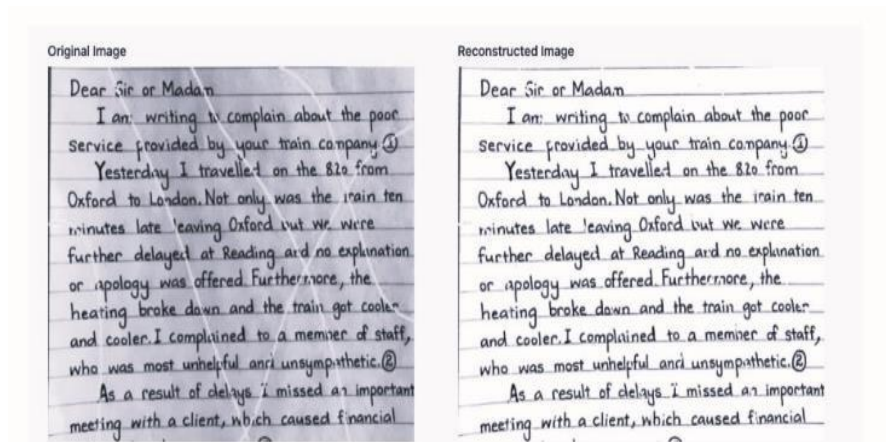 Original Image
Dear Sir or Madam
I am writing to complain about the poor
service provided by your train company ①
Yesterday I travelled on the 820 from
Oxford to London. Not only was the train ten
minutes late leaving Oxford but we were
further delayed at Reading and no explanation
or apology was offered. Furthermore, the
heating broke down and the train got cooler
and cooler. I complained to a member of staff,
who was most unhelpful and unsympathetic. ②
As a result of delays I missed an important
meeting with a client, which caused financial
Reconstructed Image
Dear Sir or Madam
I am writing to complain about the poor
service provided by your train company ①
Yesterday I travelled on the 820 from
Oxford to London. Not only was the train ten
minutes late leaving Oxford but we were
further delayed at Reading and no explanation
or apology was offered. Furthermore, the
heating broke down and the train got cooler
and cooler. I complained to a member of staff,
who was most unhelpful and unsympathetic. ②
As a result of delays I missed an important
meeting with a client, which caused financial